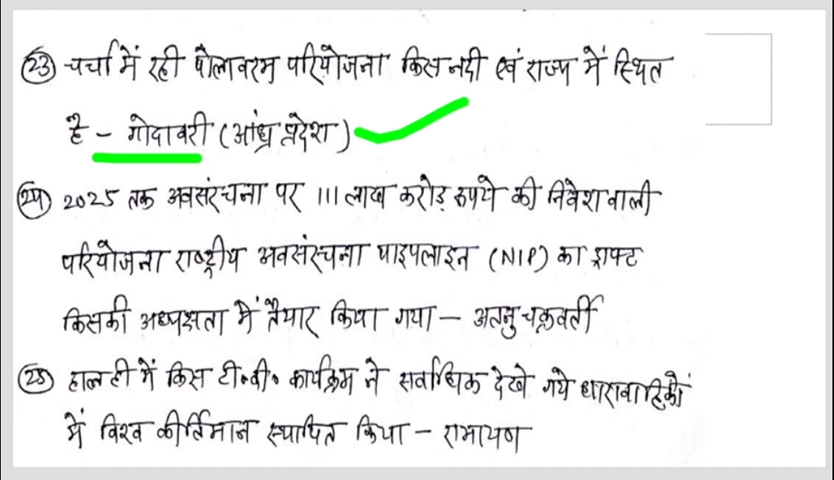 (23) चर्चा में रही पोलावरम परियोजना किस नदी एवं राज्य में स्थित
है - गोदावरी (आंध्र प्रदेश)
(24) 2025 तक अवसंरचना पर 111 लाख करोड़ रुपये की निवेश वाली
परियोजना राष्ट्रीय अवसंरचना पाइपलाइन (NIP) का ड्राफ्ट
किसकी अध्यक्षता में तैयार किया गया - अतनु चक्रवर्ती
(25) हाल ही में किस टी.वी. कार्यक्रम ने सर्वाधिक देखे गये धारावाहिकों
में विश्व कीर्तिमान स्थापित किया - रामायण